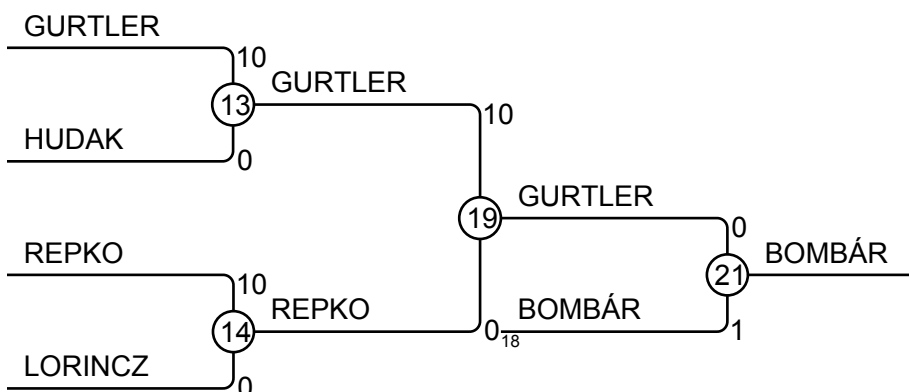 GURTLER
10
13
GURTLER
HUDAK
0
10
19
GURTLER
0
21
BOMBÁR
REPKO
10
14
REPKO
0
18
BOMBÁR
1
LORINCZ
0